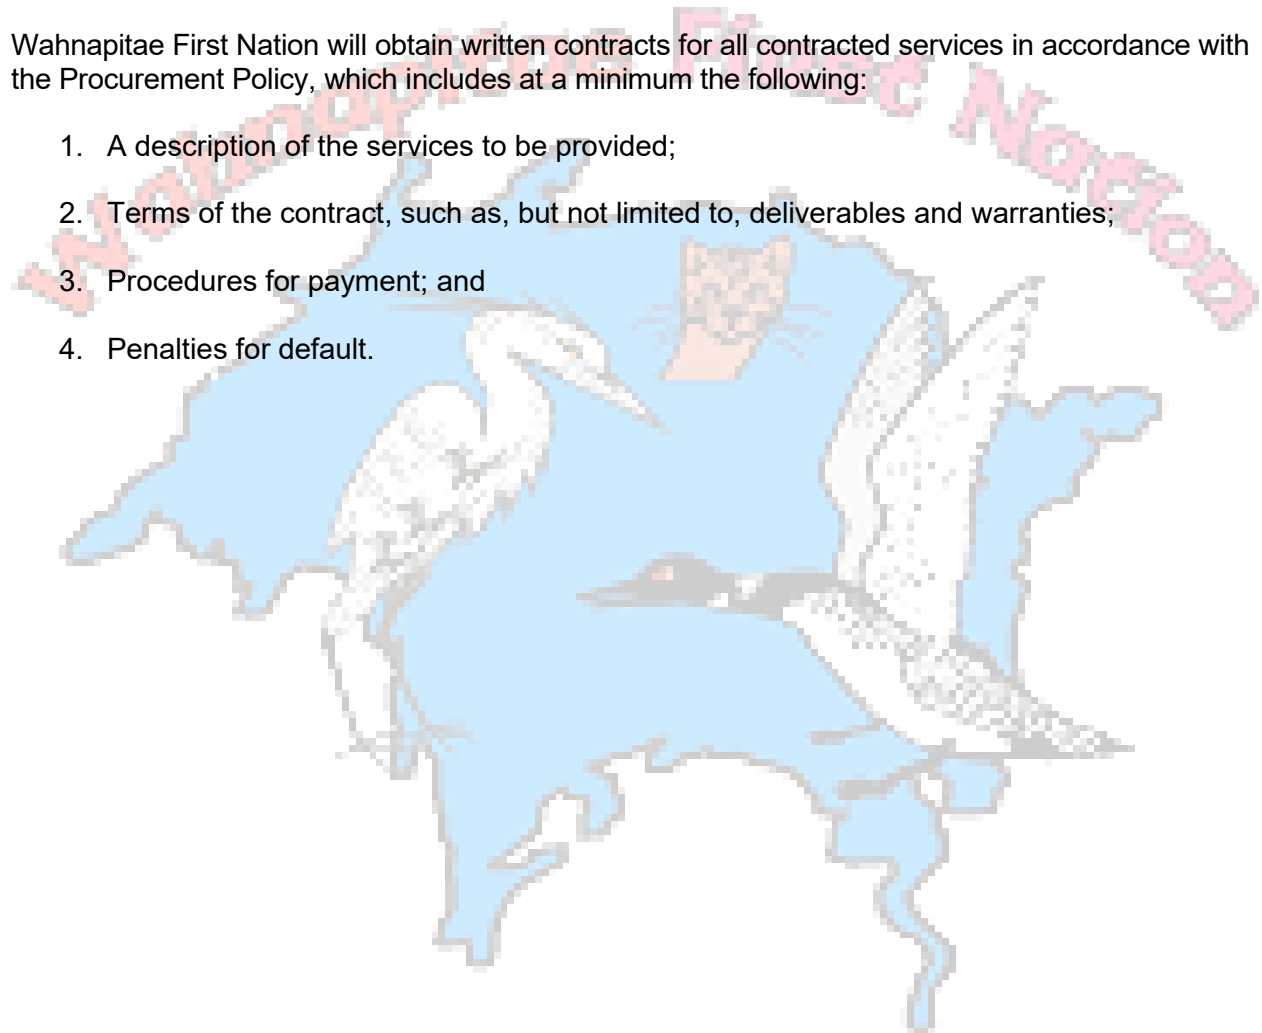 Wahnapitae First Nation
Wahnapitae First Nation will obtain written contracts for all contracted services in accordance with
the Procurement Policy, which includes at a minimum the following:
1. A description of the services to be provided;
2. Terms of the contract, such as, but not limited to, deliverables and warranties;
3. Procedures for payment; and
4. Penalties for default.